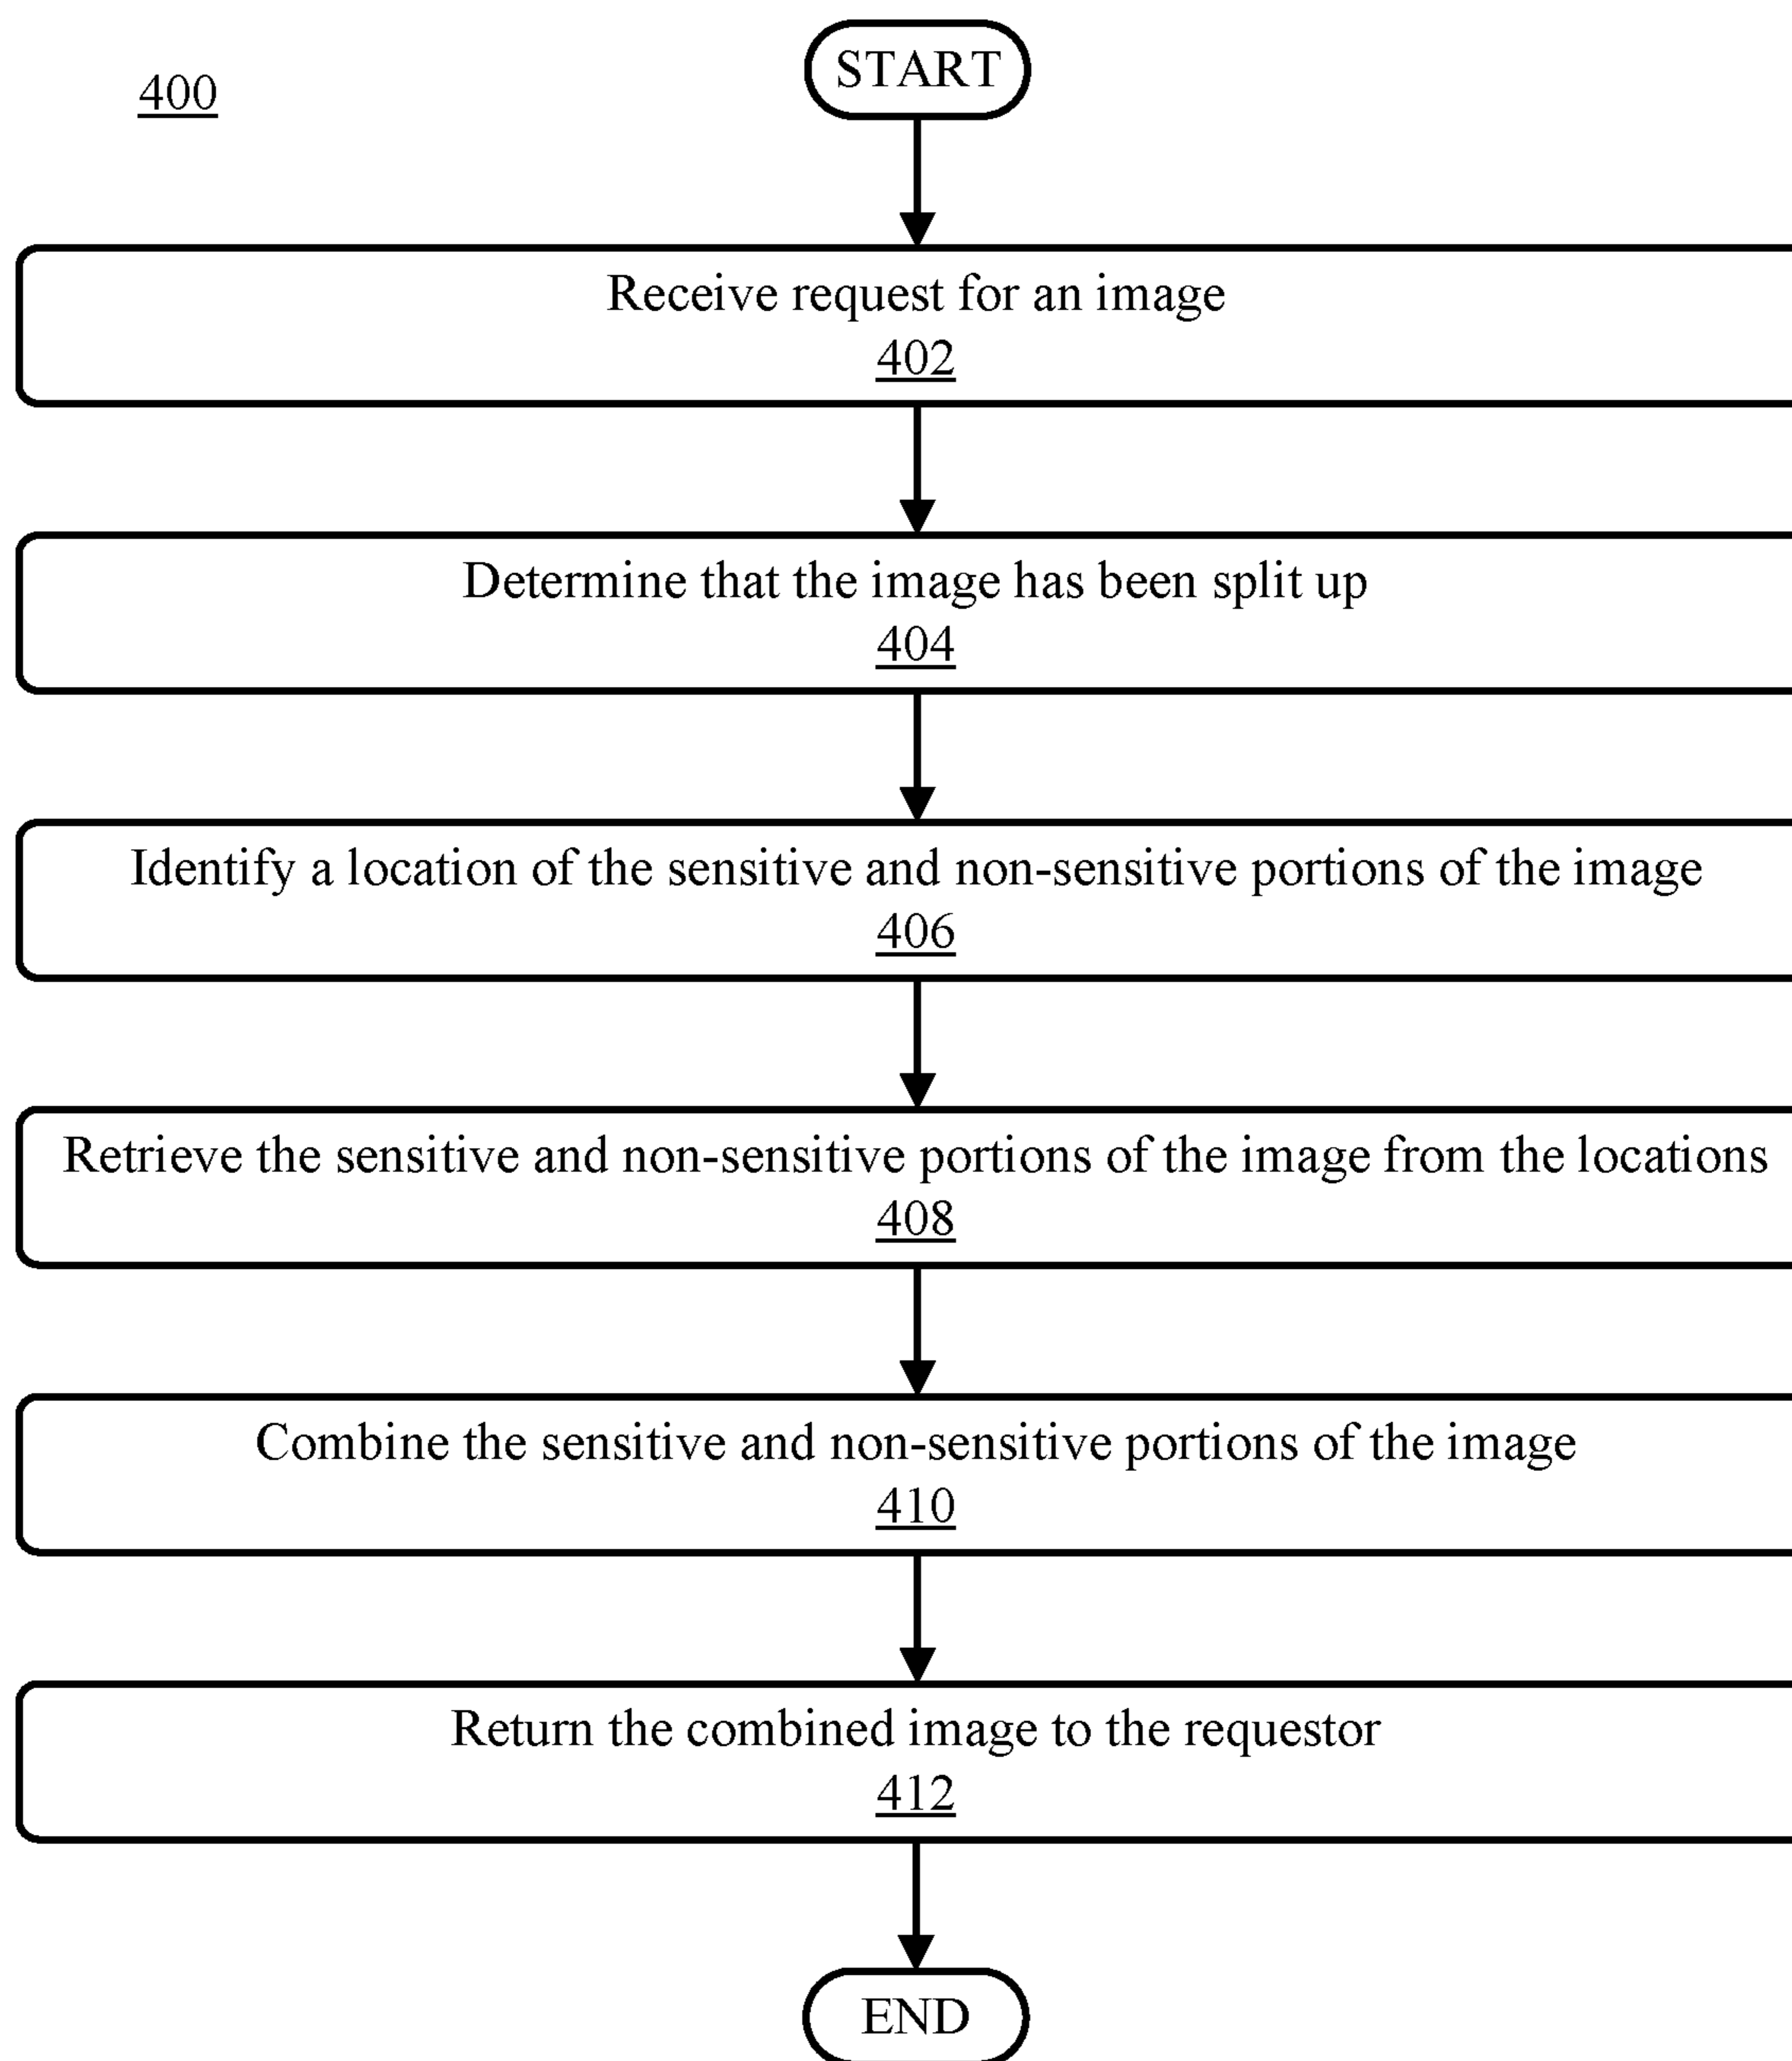 START
400
Receive request for an image
402
Determine that the image has been split up
404
Identify a location of the sensitive and non-sensitive portions of the image
406
Retrieve the sensitive and non-sensitive portions of the image from the locations
408
Combine the sensitive and non-sensitive portions of the image
410
Return the combined image to the requestor
412
END